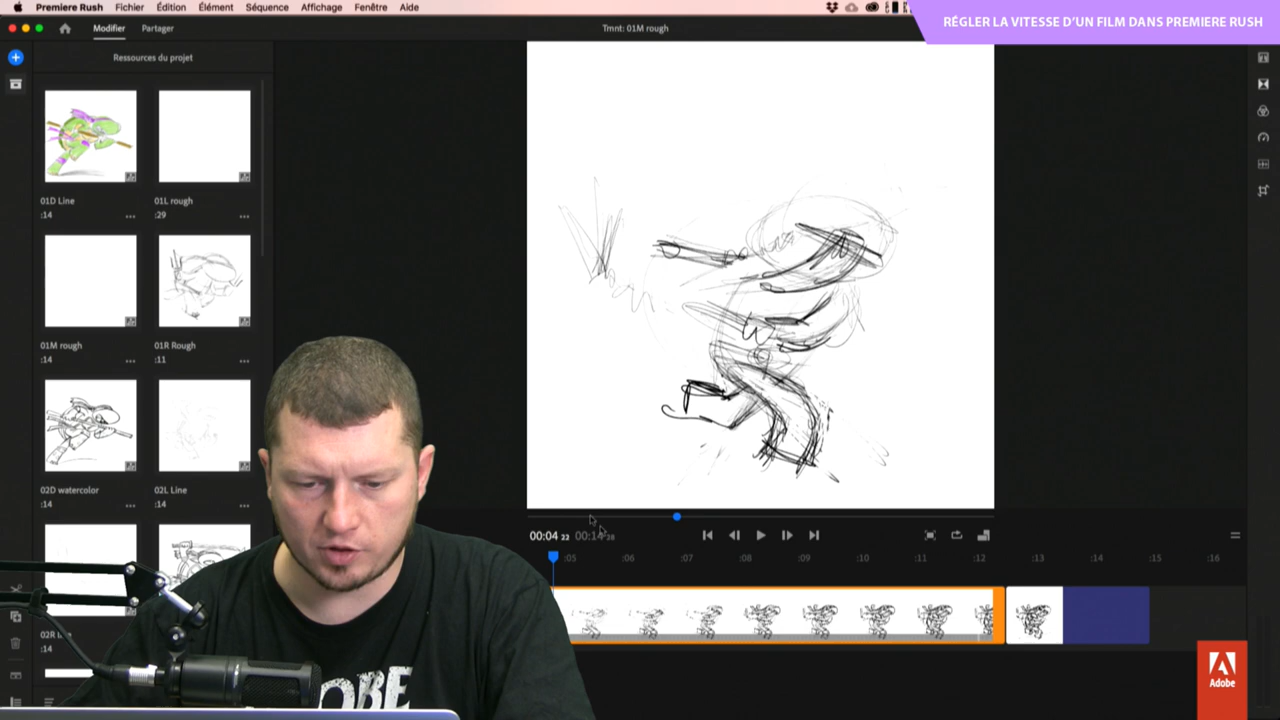 Premiere Rush Fichier Édition Élément Séquence Affichage Fenêtre Aide
RÉGLER LA VITESSE D'UN FILM DANS PREMIERE RUSH
Modifier Partager
Tmnt: 01M rough
Ressources du projet
01D Line
:14
01L rough
:29
01M rough
:14
01R Rough
:11
02D watercolor
:14
02L Line
:14
:14
00:04 22
:05 :06 :07 :08 :09 :10 :11 :12 :13 :14 :15 :16
Adobe